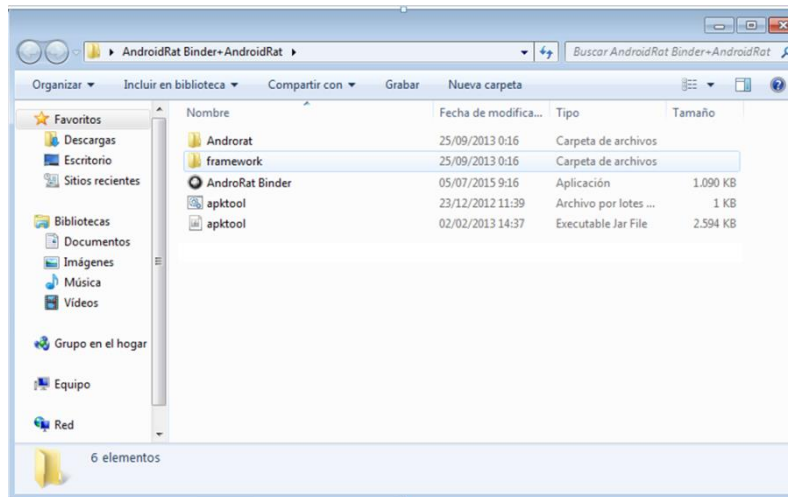 AndroidRat Binder+AndroidRat
Buscar AndroidRat Binder+AndroidRat
Organizar Incluir en biblioteca Compartir con Grabar Nueva carpeta
Favoritos
Descargas
Escritorio
Sitios recientes
Bibliotecas
Documentos
Imágenes
Música
Vídeos
Grupo en el hogar
Equipo
Red
Nombre Fecha de modifica... Tipo Tamaño
Androrat 25/09/2013 0:16 Carpeta de archivos
framework 25/09/2013 0:16 Carpeta de archivos
AndroRat Binder 05/07/2015 9:16 Aplicación 1.090 KB
apktool 23/12/2012 11:39 Archivo por lotes ... 1 KB
apktool 02/02/2013 14:37 Executable Jar File 2.594 KB
6 elementos